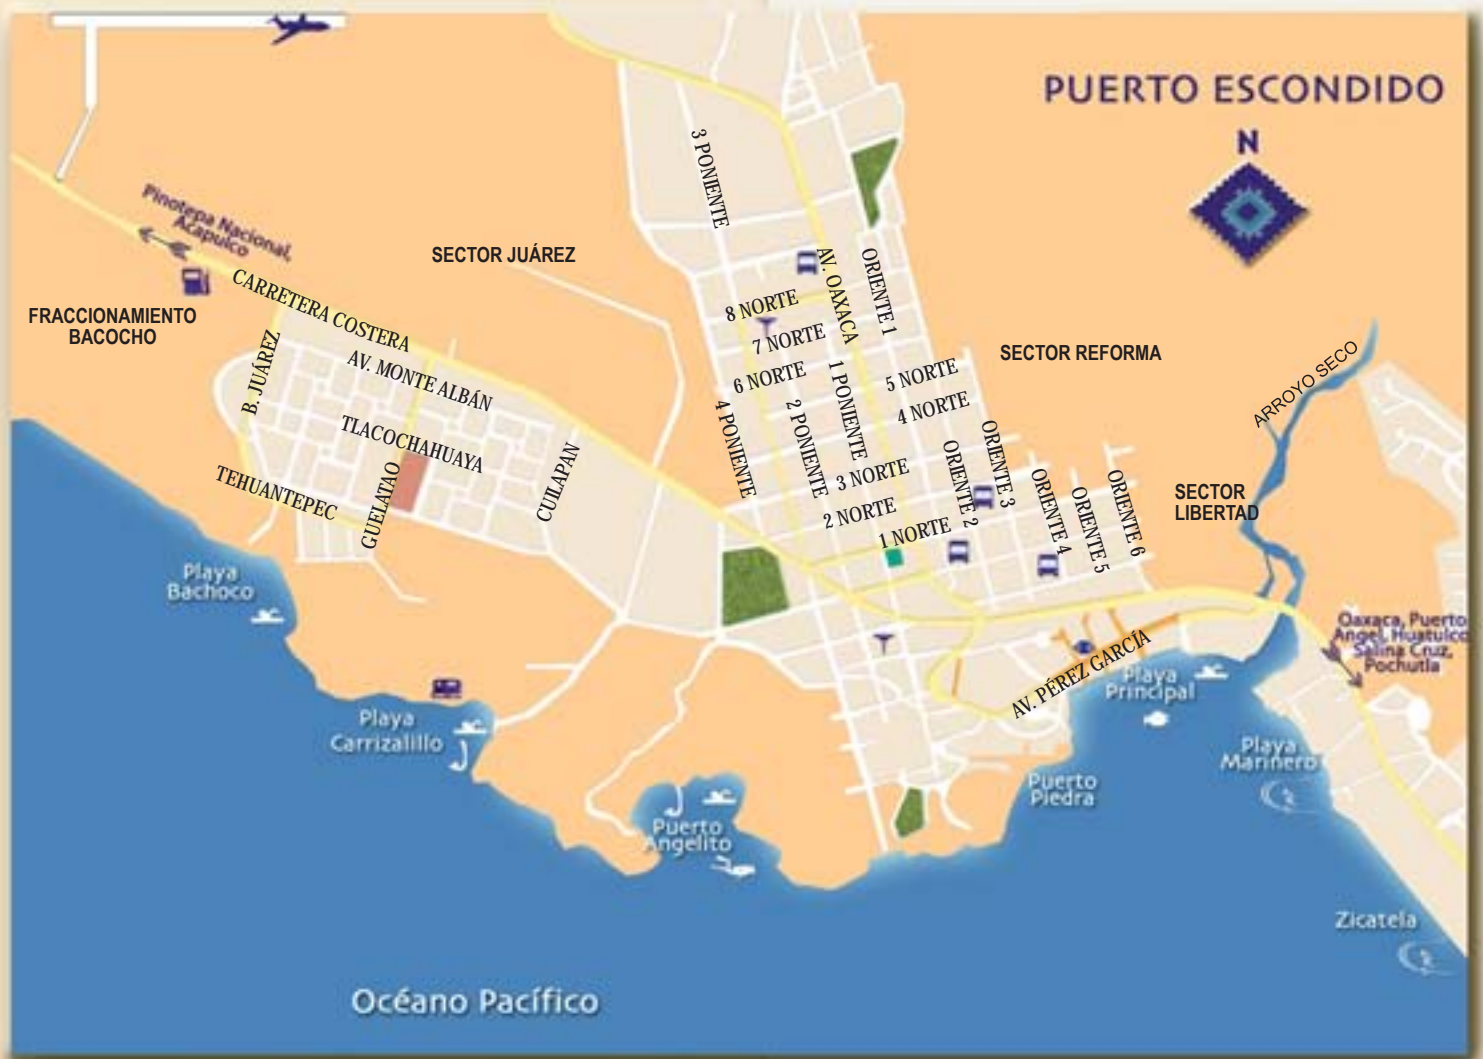 PUERTO ESCONDIDO
N
Pinotepa Nacional,
Acapulco
SECTOR JUÁREZ
FRACCIONAMIENTO
BACOCHO
CARRETERA COSTERA
B. JUÁREZ
AV. MONTE ALBÁN
TLACOCHAHUAYA
TEHUANTEPEC
GUELATAO
CUILAPAN
3 PONIENTE
AV. OAXACA
ORIENTE 1
8 NORTE
7 NORTE
6 NORTE
5 NORTE
4 NORTE
1 PONIENTE
2 PONIENTE
4 PONIENTE
3 NORTE
2 NORTE
1 NORTE
ORIENTE 2
ORIENTE 3
ORIENTE 4
ORIENTE 5
ORIENTE 6
SECTOR REFORMA
ARROYO SECO
SECTOR
LIBERTAD
Oaxaca, Puerto
Angel, Huatulco
Salina Cruz,
Pochutla
AV. PÉREZ GARCÍA
Playa
Bachoco
Playa
Carrizalillo
Puerto
Angelito
Puerto
Piedra
Playa
Principal
Playa
Marinero
Zicatela
Océano Pacífico